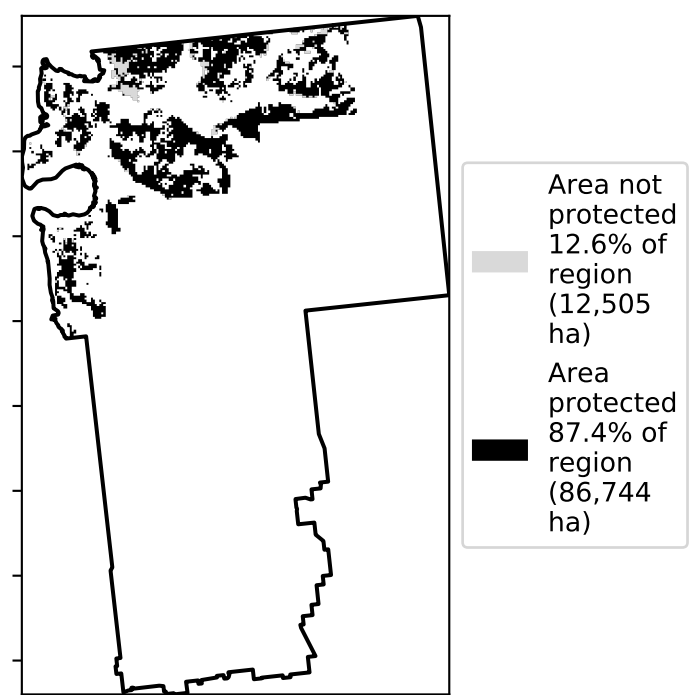 Area not
protected
12.6% of
region
(12,505
ha)
Area
protected
87.4% of
region
(86,744
ha)